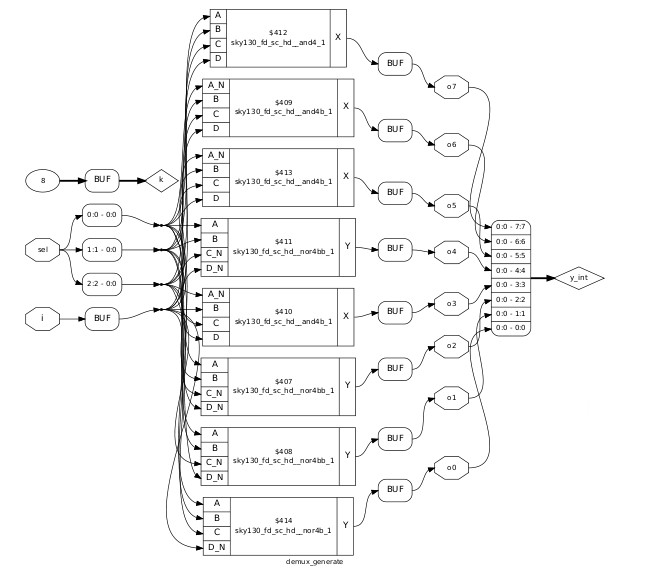 A
B
C
D
$412
sky130_fd_sc_hd__and4_1
X
BUF
o7
A_N
B
C
D
$409
sky130_fd_sc_hd__and4b_1
X
BUF
o6
A_N
B
C
D
$413
sky130_fd_sc_hd__and4b_1
X
BUF
o5
8
BUF
k
sel
0:0 - 0:0
1:1 - 0:0
2:2 - 0:0
i
BUF
A
B
C_N
D_N
$411
sky130_fd_sc_hd__nor4bb_1
Y
BUF
o4
A_N
B
C
D
$410
sky130_fd_sc_hd__and4b_1
X
BUF
o3
A
B
C_N
D_N
$407
sky130_fd_sc_hd__nor4bb_1
Y
BUF
o2
A
B
C_N
D_N
$408
sky130_fd_sc_hd__nor4bb_1
Y
BUF
o1
A
B
C
D_N
$414
sky130_fd_sc_hd__nor4b_1
Y
BUF
o0
0:0 - 7:7
0:0 - 6:6
0:0 - 5:5
0:0 - 4:4
0:0 - 3:3
0:0 - 2:2
0:0 - 1:1
0:0 - 0:0
y_int
demux_generate